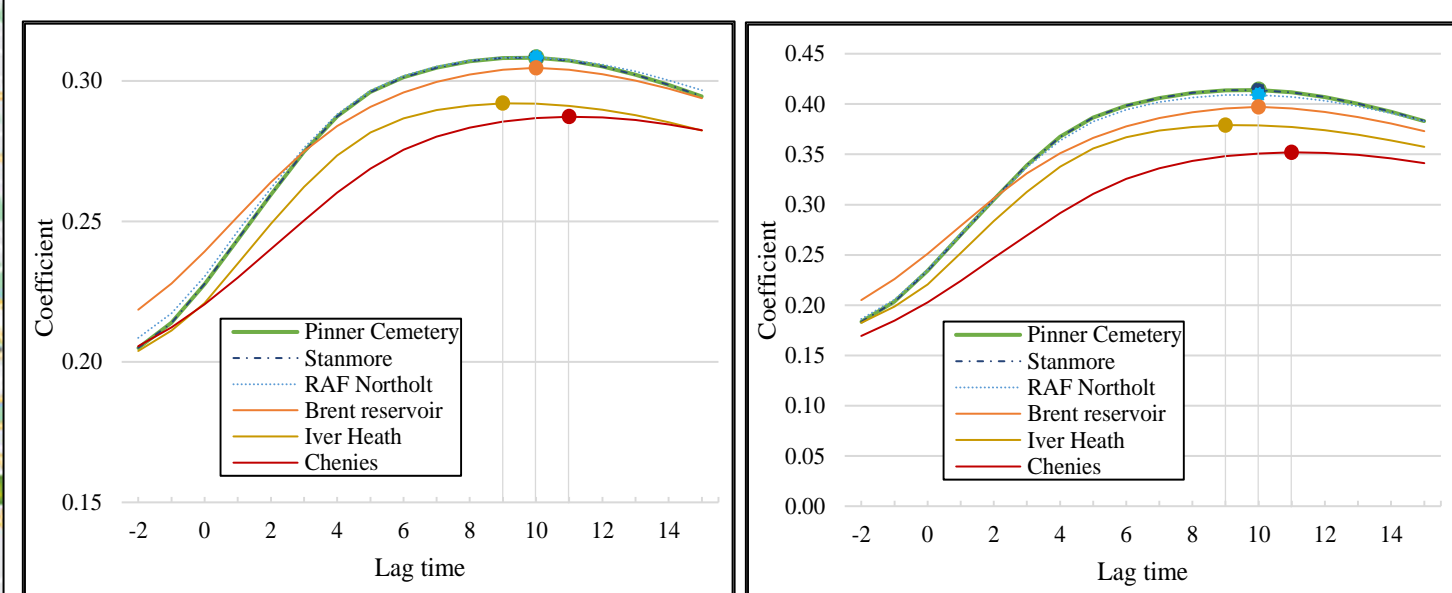 0.30
0.25
0.20
0.15
Coefficient
Pinner Cemetery
Stanmore
RAF Northolt
Brent reservoir
Iver Heath
Chenies
-2 0 2 4 6 8 10 12 14
Lag time
0.45
0.40
0.35
0.30
0.25
0.20
0.15
0.10
0.05
0.00
Coefficient
Pinner Cemetery
Stanmore
RAF Northolt
Brent reservoir
Iver Heath
Chenies
-2 0 2 4 6 8 10 12 14
Lag time